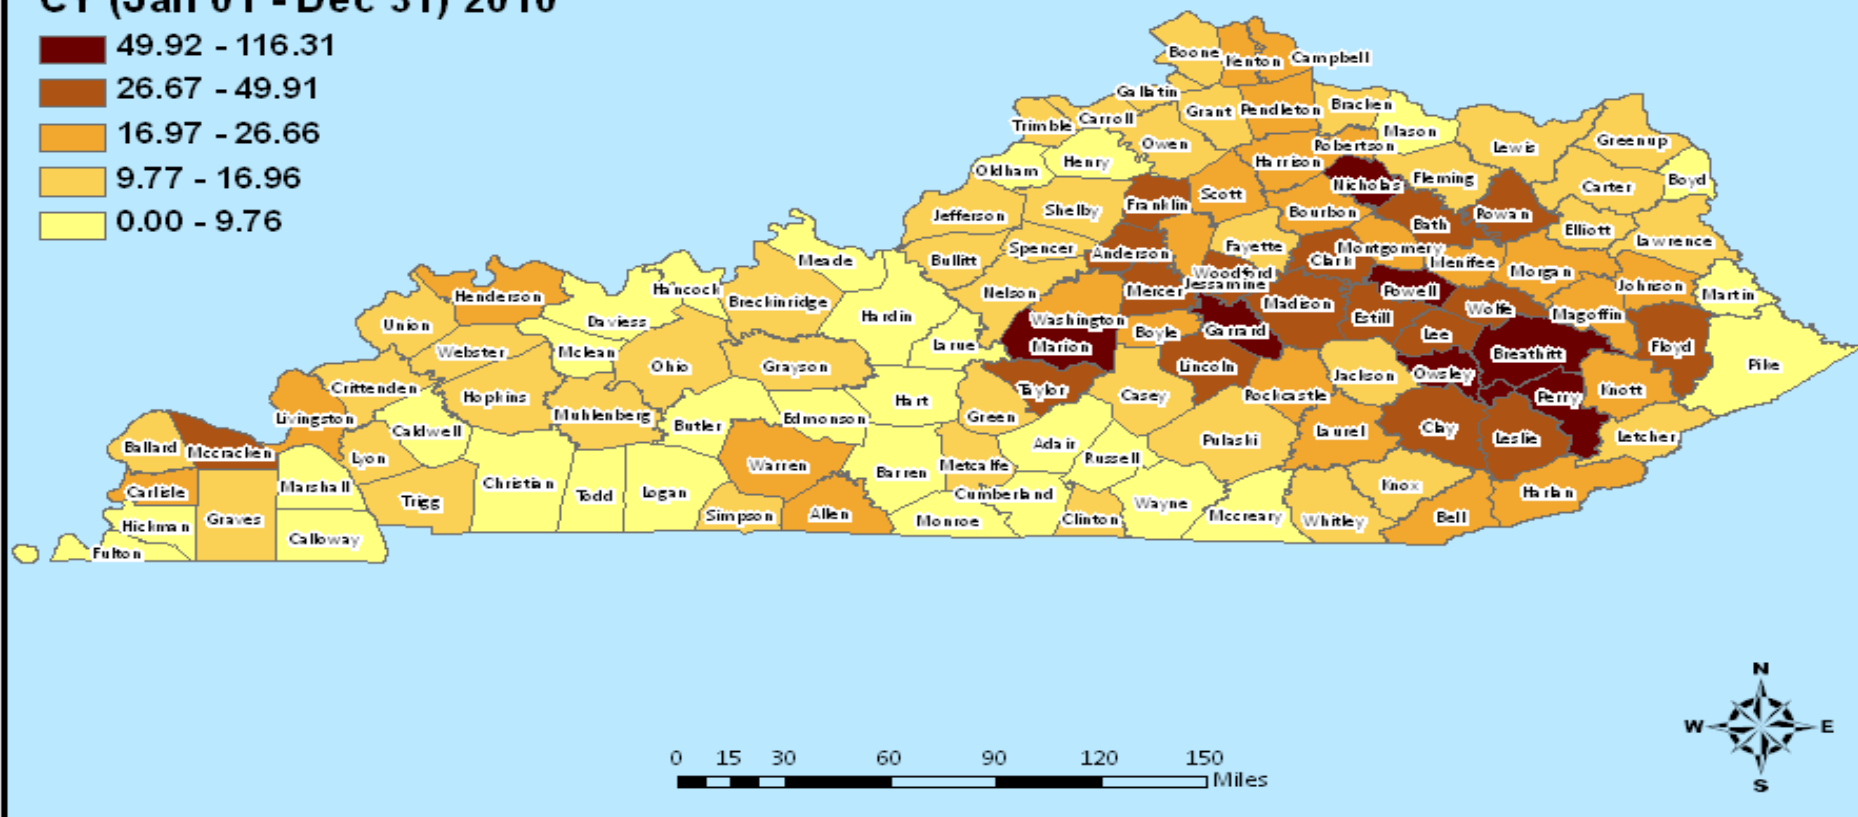 CY (Jan 01 - Dec 31) 2010
49.92 - 116.31
26.67 - 49.91
16.97 - 26.66
9.77 - 16.96
0.00 - 9.76
Boone
Kenton
Campbell
Gallatin
Grant
Pendleton
Bracken
Trimble
Carroll
Owen
Robertson
Mason
Lewis
Greenup
Oldham
Henry
Harrison
Nicholas
Fleming
Carter
Boyd
Jefferson
Shelby
Franklin
Scott
Bourbon
Bath
Rowan
Elliott
Lawrence
Bullitt
Spencer
Anderson
Fayette
Woodford
Clark
Montgomery
Menifee
Morgan
Johnson
Martin
Meade
Hancock
Henderson
Breckinridge
Nelson
Mercer
Jessamine
Madison
Powell
Wolfe
Magoffin
Union
Daviess
Hardin
Washington
Boyle
Garrard
Estill
Lee
Floyd
Webster
Mclean
Ohio
Grayson
Larue
Marion
Lincoln
Jackson
Owsley
Breathitt
Pike
Crittenden
Hopkins
Hart
Taylor
Casey
Rockcastle
Perry
Knott
Livingston
Muhlenberg
Butler
Edmonson
Green
Ballard
Mccracken
Caldwell
Lyon
Adair
Russell
Pulaski
Laurel
Clay
Leslie
Letcher
Warren
Barren
Metcalfe
Carlisle
Marshall
Trigg
Christian
Todd
Logan
Cumberland
Wayne
Knox
Harlan
Hickman
Graves
Simpson
Allen
Monroe
Clinton
Mccreary
Whitley
Bell
Fulton
Calloway
N
W E
S
0 15 30 60 90 120 150
Miles